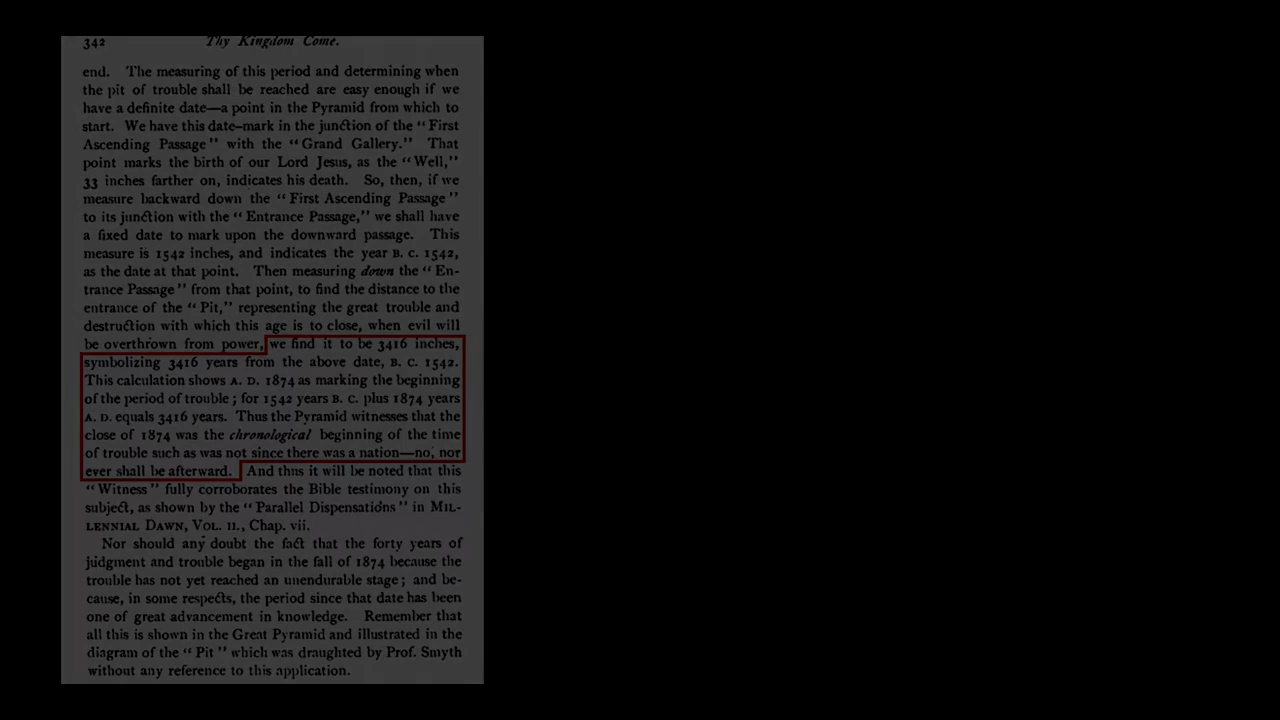 342 Thy Kingdom Come.
end. The measuring of this period and determining when
the pit of trouble shall be reached are easy enough if we
have a definite date—a point in the Pyramid from which to
start. We have this date-mark in the junction of the “First
Ascending Passage” with the “Grand Gallery.” That
point marks the birth of our Lord Jesus, as the “Well,”
33 inches farther on, indicates his death. So, then, if we
measure backward down the “First Ascending Passage”
to its junction with the “Entrance Passage,” we shall have
a fixed date to mark upon the downward passage. This
measure is 1542 inches, and indicates the year B. C. 1542,
as the date at that point. Then measuring down the “En-
trance Passage” from that point, to find the distance to the
entrance of the “Pit,” representing the great trouble and
destruction with which this age is to close, when evil will
be overthrown from power, we find it to be 3416 inches,
symbolizing 3416 years from the above date, B. C. 1542.
This calculation shows A. D. 1874 as marking the beginning
of the period of trouble; for 1542 years B. C. plus 1874 years
A. D. equals 3416 years. Thus the Pyramid witnesses that the
close of 1874 was the chronological beginning of the time
of trouble such as was not since there was a nation—no, nor
ever shall be afterward. And thus it will be noted that this
“Witness” fully corroborates the Bible testimony on this
subject, as shown by the “Parallel Dispensations” in MIL-
LENNIAL DAWN, VOL. II., Chap. vii.
Nor should any doubt the fact that the forty years of
judgment and trouble began in the fall of 1874 because the
trouble has not yet reached an unendurable stage; and be-
cause, in some respects, the period since that date has been
one of great advancement in knowledge. Remember that
all this is shown in the Great Pyramid and illustrated in the
diagram of the “Pit” which was draughted by Prof. Smyth
without any reference to this application.